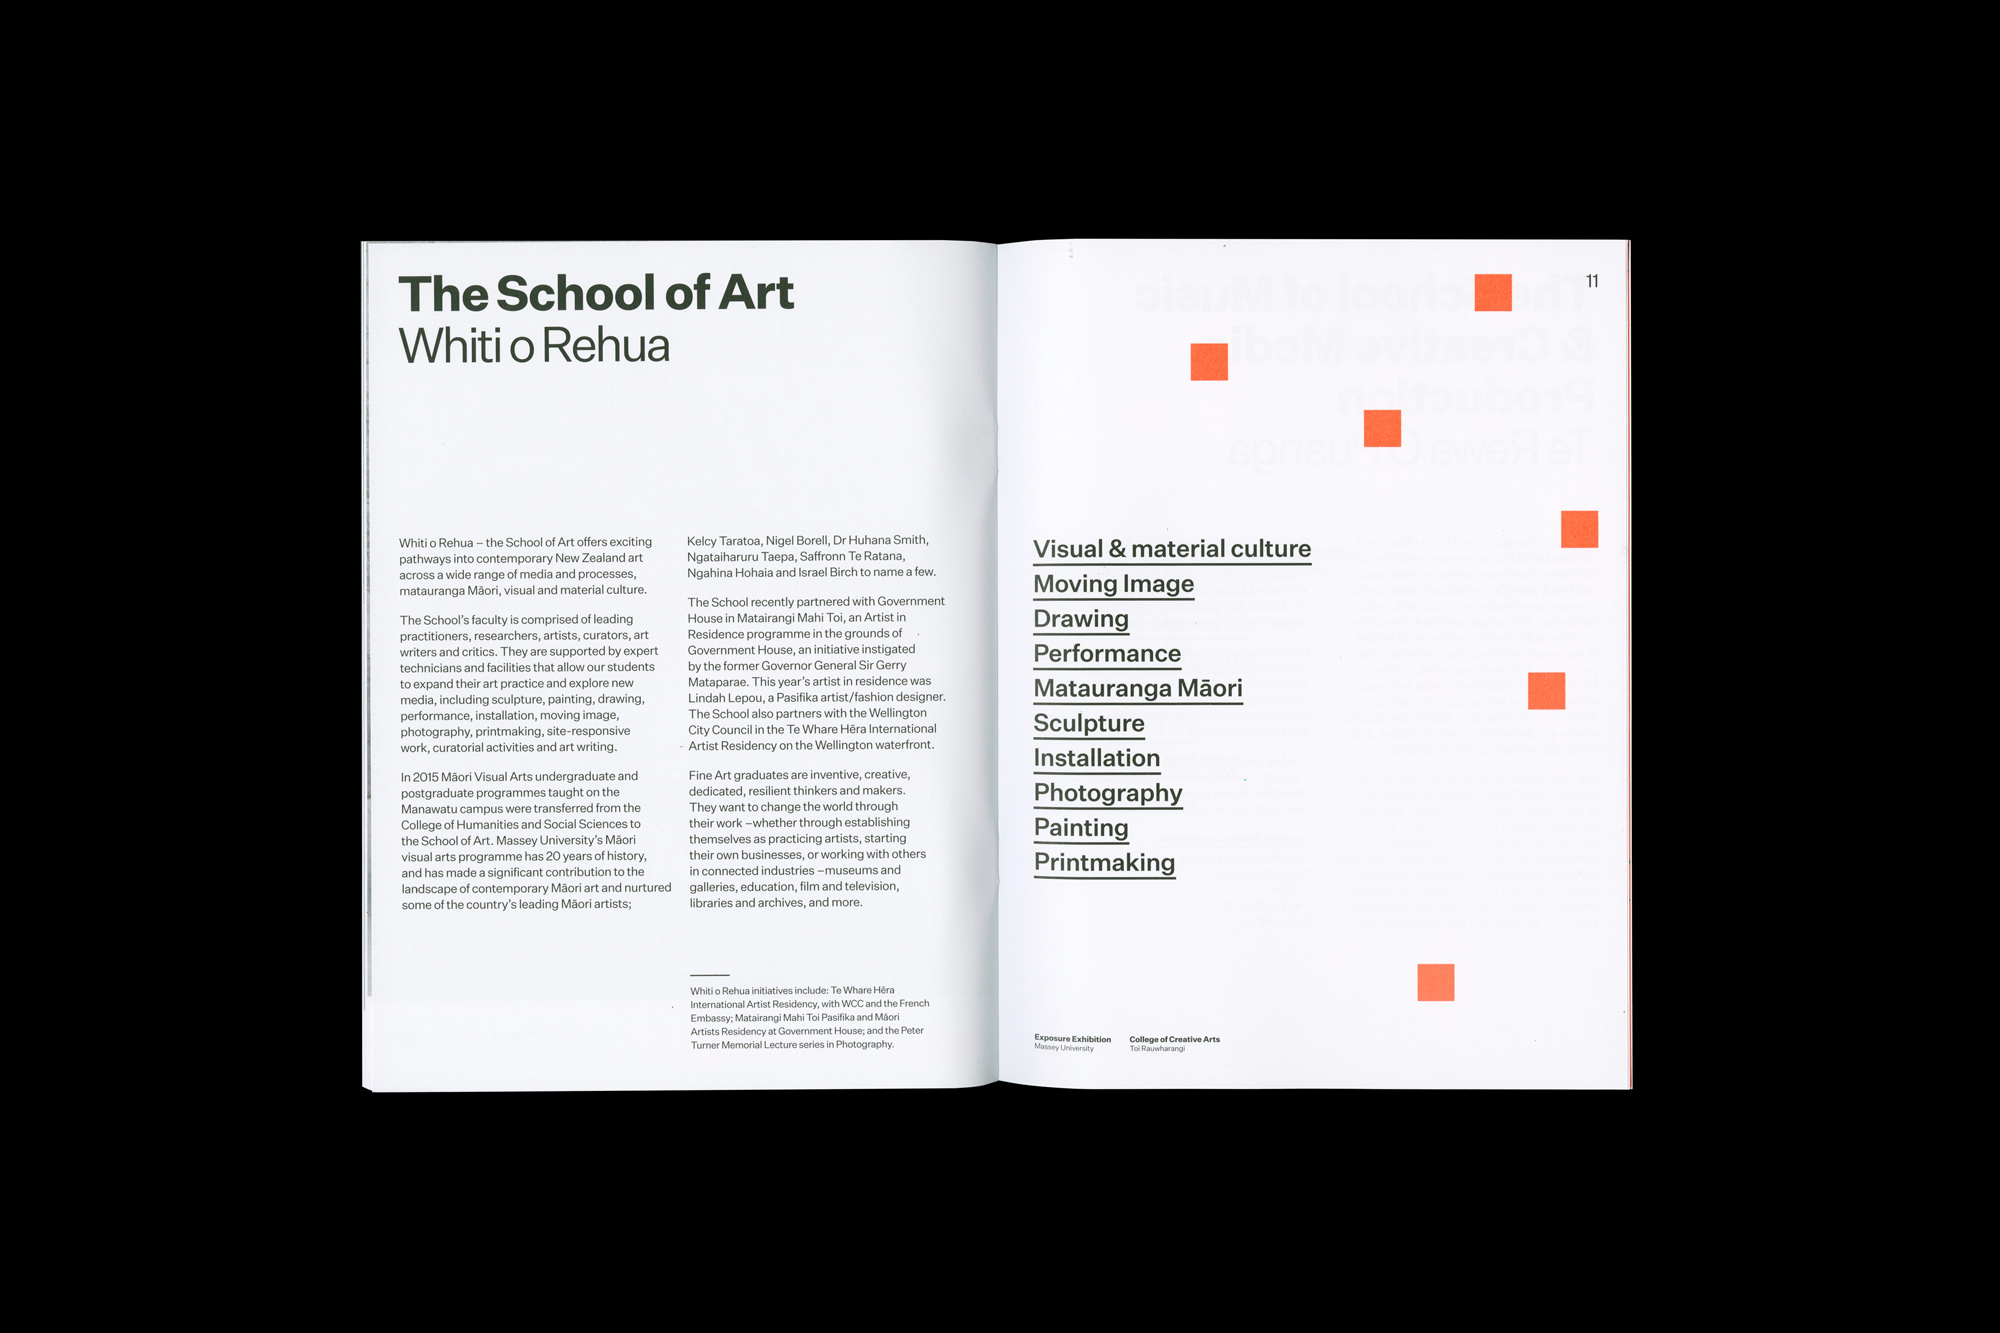 The School of Art
Whiti o Rehua
Whiti o Rehua – the School of Art offers exciting
pathways into contemporary New Zealand art
across a wide range of media and processes,
matauranga Māori, visual and material culture.
The School's faculty is comprised of leading
practitioners, researchers, artists, curators, art
writers and critics. They are supported by expert
technicians and facilities that allow our students
to expand their art practice and explore new
media, including sculpture, painting, drawing,
performance, installation, moving image,
photography, printmaking, site-responsive
work, curatorial activities and art writing.
In 2015 Māori Visual Arts undergraduate and
postgraduate programmes taught on the
Manawatu campus were transferred from the
College of Humanities and Social Sciences to
the School of Art. Massey University's Māori
visual arts programme has 20 years of history,
and has made a significant contribution to the
landscape of contemporary Māori art and nurtured
some of the country's leading Māori artists;
Kelcy Taratoa, Nigel Borell, Dr Huhana Smith,
Ngataiharuru Taepa, Saffronn Te Ratana,
Ngahina Hohaia and Israel Birch to name a few.
The School recently partnered with Government
House in Matairangi Mahi Toi, an Artist in
Residence programme in the grounds of
Government House, an initiative instigated
by the former Governor General Sir Gerry
Mataparae. This year's artist in residence was
Lindah Lepou, a Pasifika artist/fashion designer.
The School also partners with the Wellington
City Council in the Te Whare Hēra International
Artist Residency on the Wellington waterfront.
Fine Art graduates are inventive, creative,
dedicated, resilient thinkers and makers.
They want to change the world through
their work –whether through establishing
themselves as practicing artists, starting
their own businesses, or working with others
in connected industries –museums and
galleries, education, film and television,
libraries and archives, and more.
Whiti o Rehua initiatives include: Te Whare Hēra
International Artist Residency, with WCC and the French
Embassy; Matairangi Mahi Toi Pasifika and Māori
Artists Residency at Government House; and the Peter
Turner Memorial Lecture series in Photography.
11
Visual & material culture
Moving Image
Drawing
Performance
Matauranga Māori
Sculpture
Installation
Photography
Painting
Printmaking
Exposure Exhibition
Massey University
College of Creative Arts
Toi Rauwharangi